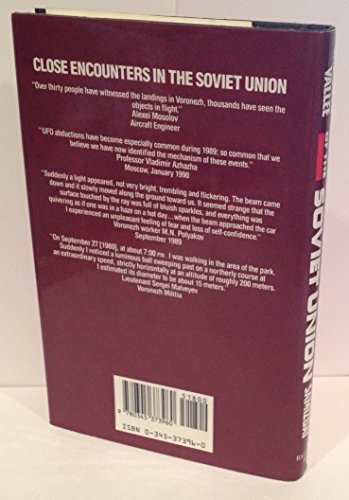 CLOSE ENCOUNTERS IN THE SOVIET UNION
"Over thirty people have witnessed the landings in Voronezh, thousands have seen the
objects in flight."
Alexei Mosolov
Aircraft Engineer
"UFO abductions have become especially common during 1989; so common that we
believe we have now identified the mechanism of these events."
Professor Vladimir Azhazha
Moscow, January 1990
"Suddenly a light appeared, not very bright, trembling and flickering. The beam came
down and it slowly moved along the ground toward us. It seemed strange that the
surface touched by the beam was full of bluish sparkles, and everything was
quivering as if one was in a haze on a hot day...when the beam approached the car
I experienced an unpleasant feeling of fear and loss of self-confidence."
Voronezh worker M.N. Polyakov
September 1989
"On September 27 [1989], at about 7:00 PM, I was walking in the area of the park.
Suddenly I noticed a luminous ball sweeping past on a northerly course at
an extraordinary speed, strictly horizontally at an altitude of roughly 200 meters.
I estimated its diameter to be about 15 meters."
Lieutenant Sergei Matveyev
Voronezh Militia
51800
9 780345 373960
ISBN 0-345-37396-0
VALLEE
OF THE
SOVIET UNION